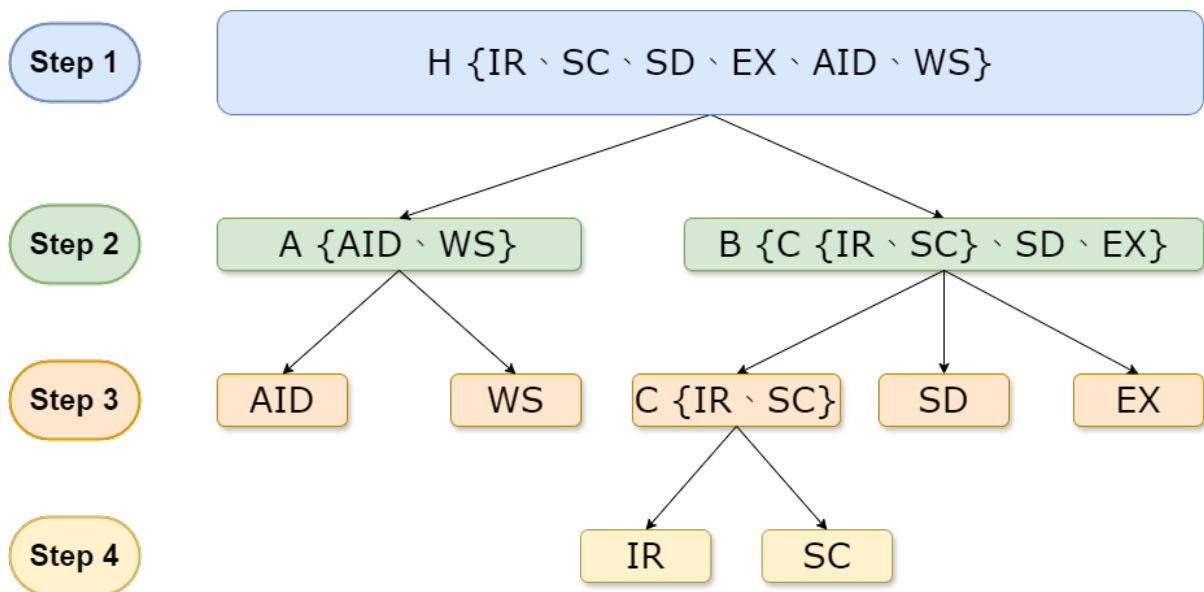 Step 1
H {IR、SC、SD、EX、AID、WS}
Step 2
A {AID、WS}
B {C {IR、SC}、SD、EX}
Step 3
AID
WS
C {IR、SC}
SD
EX
Step 4
IR
SC